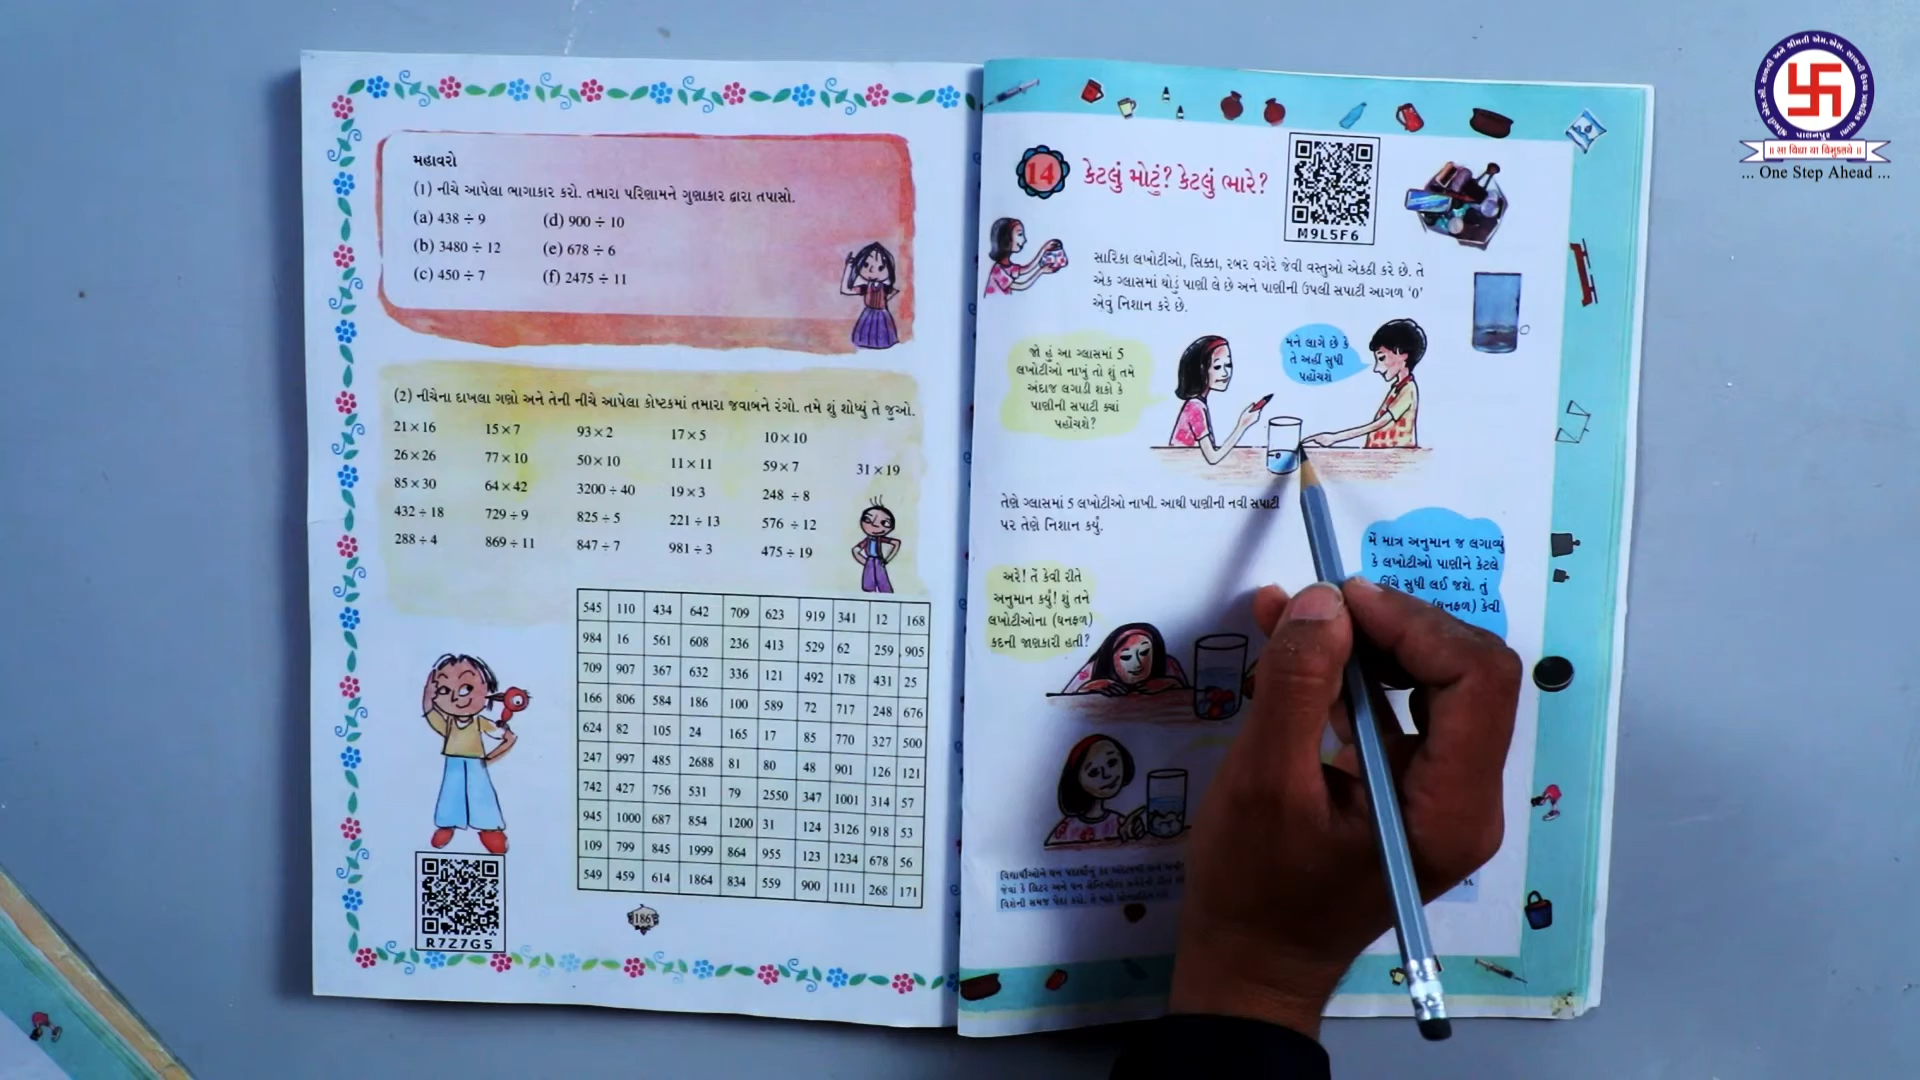 મહાવરો
(1) નીચે આપેલા ભાગાકાર કરો. તમારા પરિણામને ગુણાકાર દ્વારા તપાસો.
(a) 438 ÷ 9 (d) 900 ÷ 10
(b) 3480 ÷ 12 (e) 678 ÷ 6
(c) 450 ÷ 7 (f) 2475 ÷ 11
(2) નીચેના દાખલા ગણો અને તેની નીચે આપેલા કોષ્ટકમાં તમારા જવાબને રંગો. તમે શું શોધ્યું તે જુઓ.
21 × 16 15 × 7 93 × 2 17 × 5 10 × 10
26 × 26 77 × 10 50 × 10 11 × 11 59 × 7 31 × 19
85 × 30 64 × 42 3200 ÷ 40 19 × 3 248 ÷ 8
432 ÷ 18 729 ÷ 9 825 ÷ 5 221 ÷ 13 576 ÷ 12
288 ÷ 4 869 ÷ 11 847 ÷ 7 981 ÷ 3 475 ÷ 19
545 110 434 642 709 623 919 341 12 168
984 16 561 608 236 413 529 62 259 905
709 907 367 632 336 121 492 178 431 25
166 806 584 186 100 589 72 717 248 676
624 82 105 24 165 17 85 770 327 500
247 997 485 2688 81 80 48 901 126 121
742 427 756 531 79 2550 347 1001 314 57
945 1000 687 854 1200 31 124 3126 918 53
109 799 845 1999 864 955 123 1234 678 56
549 459 614 1864 834 559 900 1111 268 171
R7Z7G5
186
14 કેટલું મોટું? કેટલું ભારે?
M9L5F6
સારિકા લખોટીઓ, સિક્કા, રબર વગેરે જેવી વસ્તુઓ એકઠી કરે છે. તે
એક ગ્લાસમાં થોડું પાણી લે છે અને પાણીની ઉપલી સપાટી આગળ ‘0’
એવું નિશાન કરે છે.
જો હું આ ગ્લાસમાં 5
લખોટીઓ નાખું તો શું તમે
અંદાજ લગાડી શકો કે
પાણીની સપાટી ક્યાં
પહોંચશે?
મને લાગે છે કે
તે અહીં સુધી
પહોંચશે
તેણે ગ્લાસમાં 5 લખોટીઓ નાખી. આથી પાણીની નવી સપાટી
પર તેણે નિશાન કર્યું.
અરે! તેં કેવી રીતે
અનુમાન કર્યું! શું તને
લખોટીઓના (ઘનફળ)
કદની જાણકારી હતી?
મેં માત્ર અનુમાન જ લગાવ્યું
કે લખોટીઓ પાણીને કેટલે
સુધી લઈ જશે. તું
કેવી
પાલનપુર
॥ સા વિદ્યા યા વિમુક્તયે ॥
... One Step Ahead ...